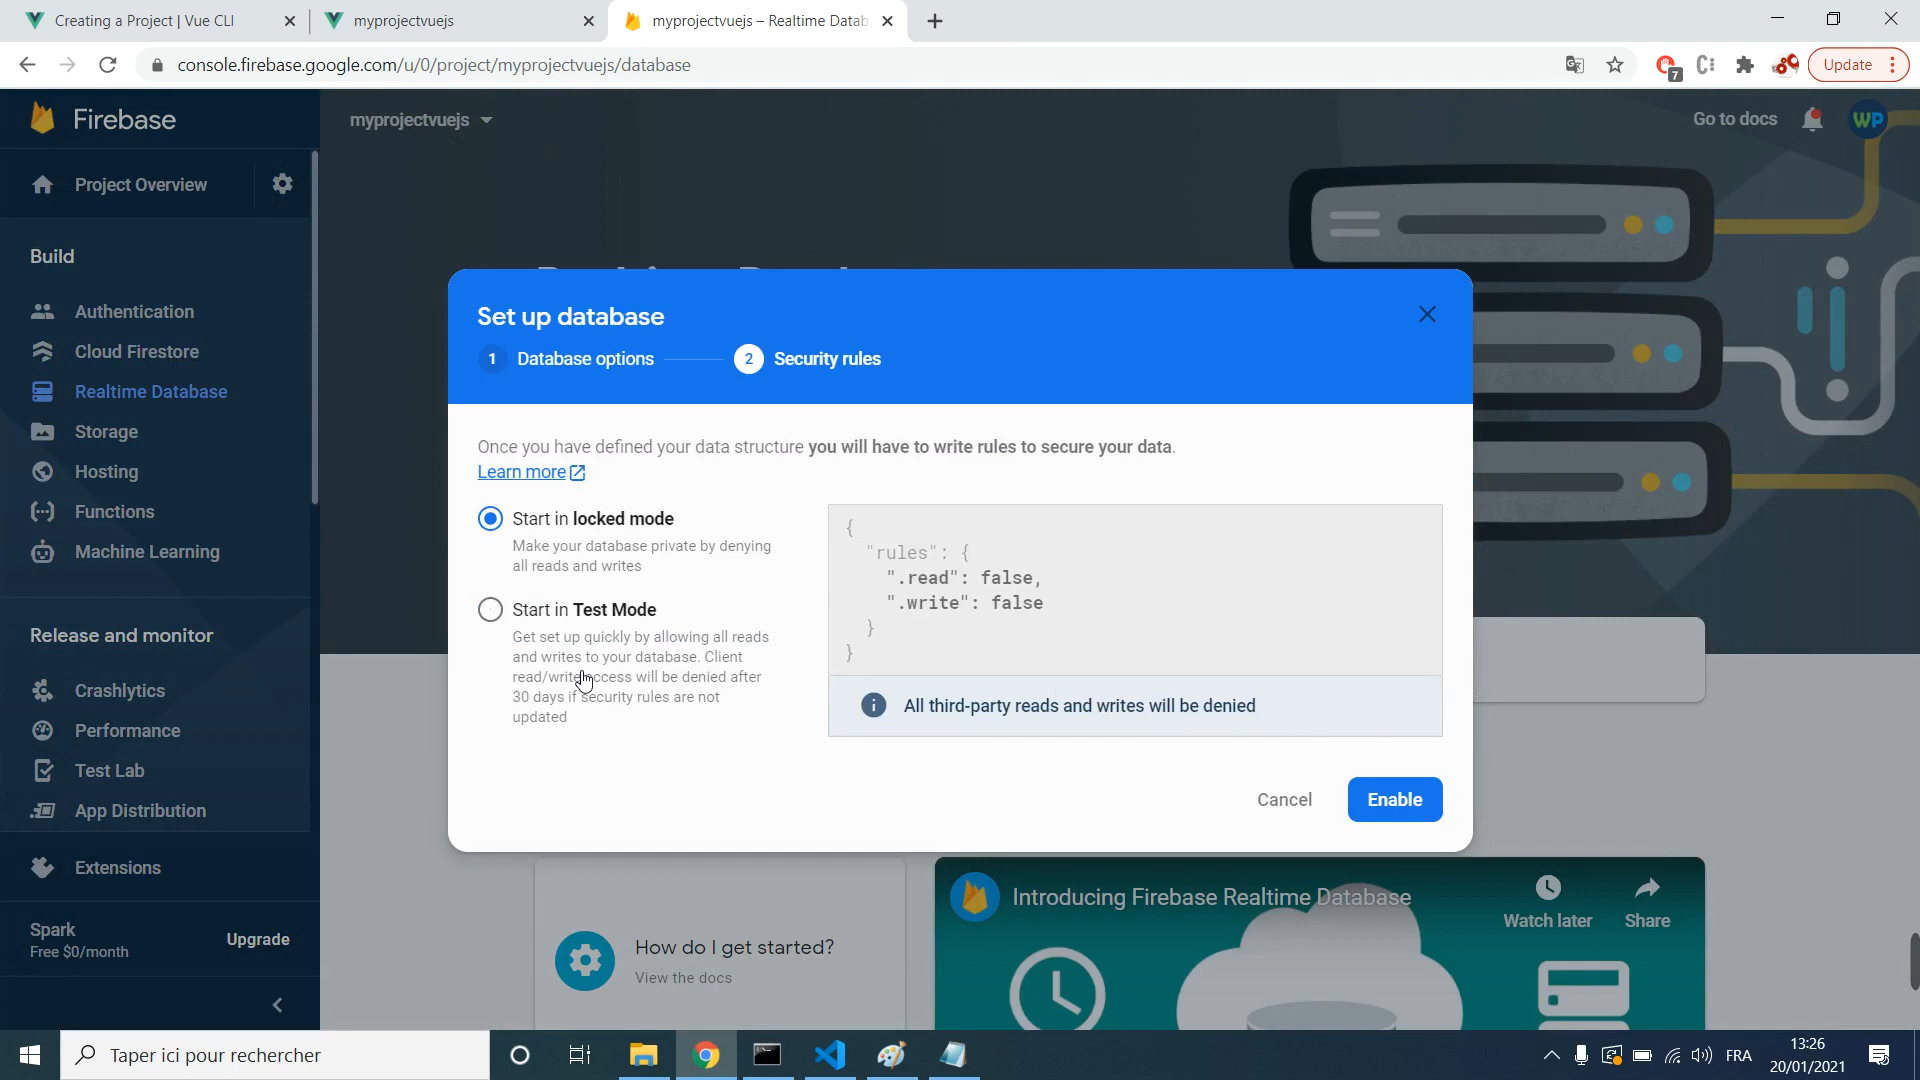 Creating a Project | Vue CLI
myprojectvuejs
myprojectvuejs – Realtime Datab
console.firebase.google.com/u/0/project/myprojectvuejs/database
7
Update
Firebase
myprojectvuejs
Go to docs
WP
Project Overview
Build
Authentication
Cloud Firestore
Realtime Database
Storage
Hosting
Functions
Machine Learning
Release and monitor
Crashlytics
Performance
Test Lab
App Distribution
Extensions
Spark
Free $0/month
Upgrade
Set up database
1 Database options
2 Security rules
Once you have defined your data structure you will have to write rules to secure your data.
Learn more
Start in locked mode
Make your database private by denying
all reads and writes
Start in Test Mode
Get set up quickly by allowing all reads
and writes to your database. Client
read/write access will be denied after
30 days if security rules are not
updated
{
"rules": {
".read": false,
".write": false
}
}
All third-party reads and writes will be denied
Cancel
Enable
How do I get started?
View the docs
Introducing Firebase Realtime Database
Watch later
Share
Taper ici pour rechercher
FRA
13:26
20/01/2021